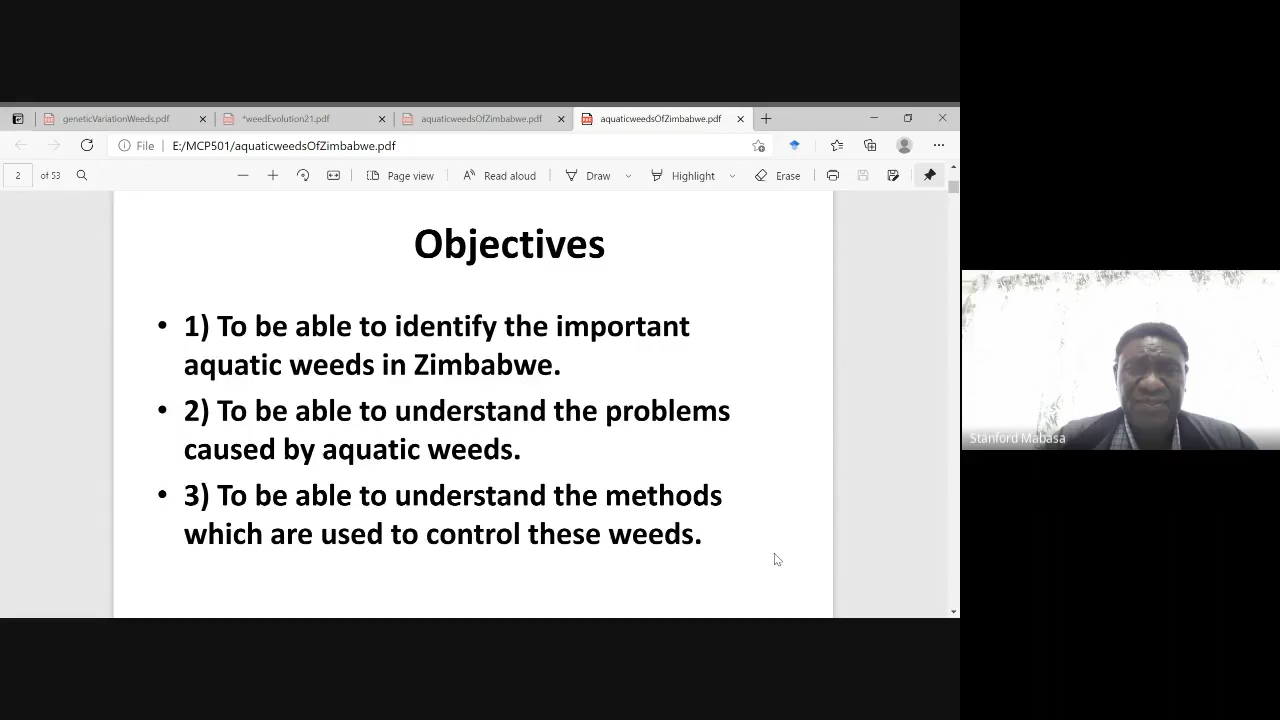 geneticVariationWeeds.pdf
*weedEvolution21.pdf
aquaticweedsOfZimbabwe.pdf
aquaticweedsOfZimbabwe.pdf
File E:/MCP501/aquaticweedsOfZimbabwe.pdf
2 of 53
Page view
Read aloud
Draw
Highlight
Erase
Objectives
• 1) To be able to identify the important
aquatic weeds in Zimbabwe.
• 2) To be able to understand the problems
caused by aquatic weeds.
• 3) To be able to understand the methods
which are used to control these weeds.
Stanford Mabasa